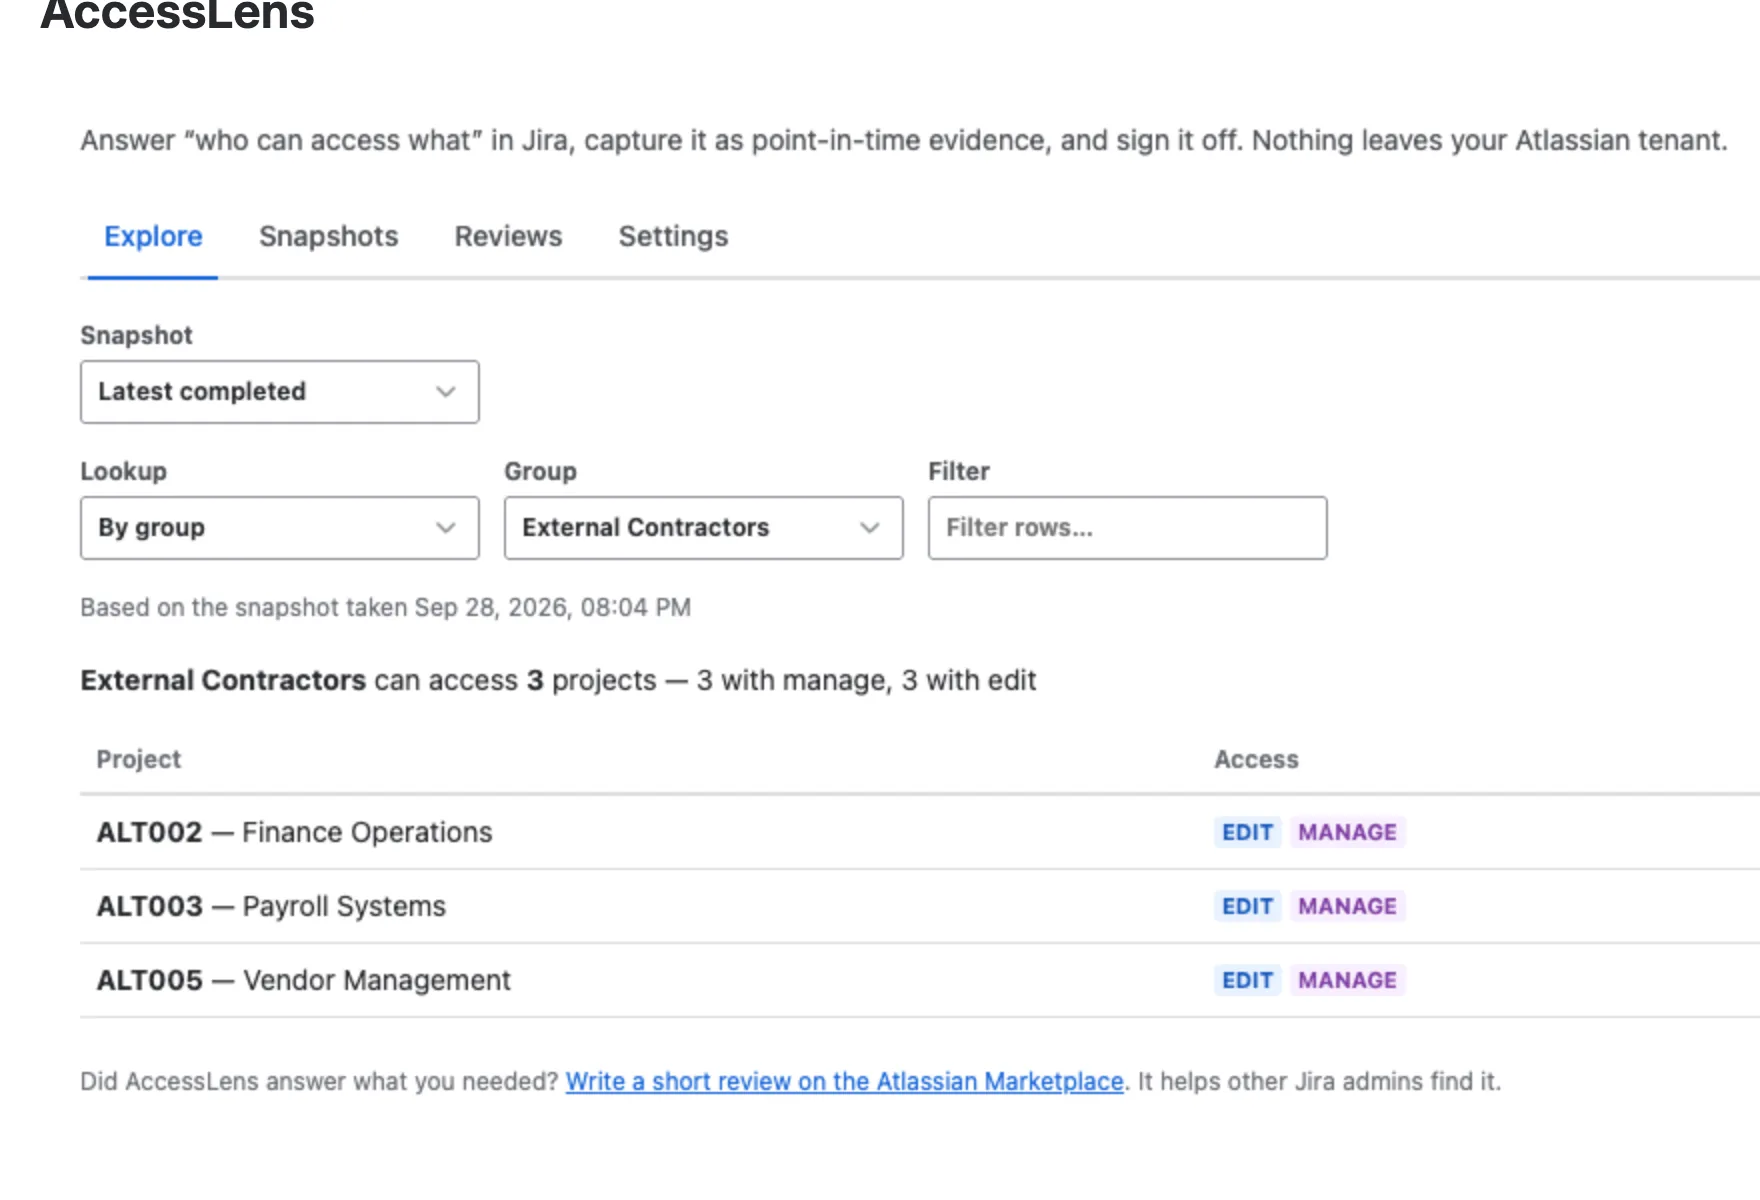 AccessLens
Answer “who can access what” in Jira, capture it as point-in-time evidence, and sign it off. Nothing leaves your Atlassian tenant.
Explore Snapshots Reviews Settings
Snapshot
Latest completed
Lookup Group Filter
By group External Contractors Filter rows...
Based on the snapshot taken Sep 28, 2026, 08:04 PM
External Contractors can access 3 projects — 3 with manage, 3 with edit
Project Access
ALT002 — Finance Operations EDIT MANAGE
ALT003 — Payroll Systems EDIT MANAGE
ALT005 — Vendor Management EDIT MANAGE
Did AccessLens answer what you needed? Write a short review on the Atlassian Marketplace. It helps other Jira admins find it.